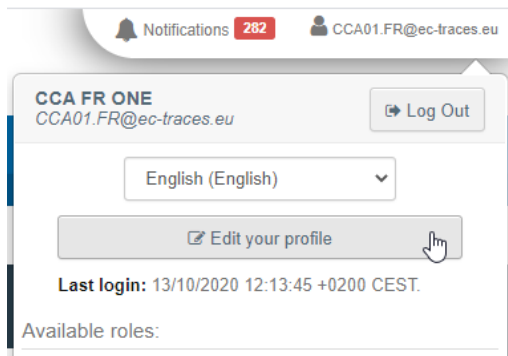 Notifications 282 CCA01.FR@ec-traces.eu
CCA FR ONE
CCA01.FR@ec-traces.eu
Log Out
English (English)
Edit your profile
Last login: 13/10/2020 12:13:45 +0200 CEST.
Available roles: